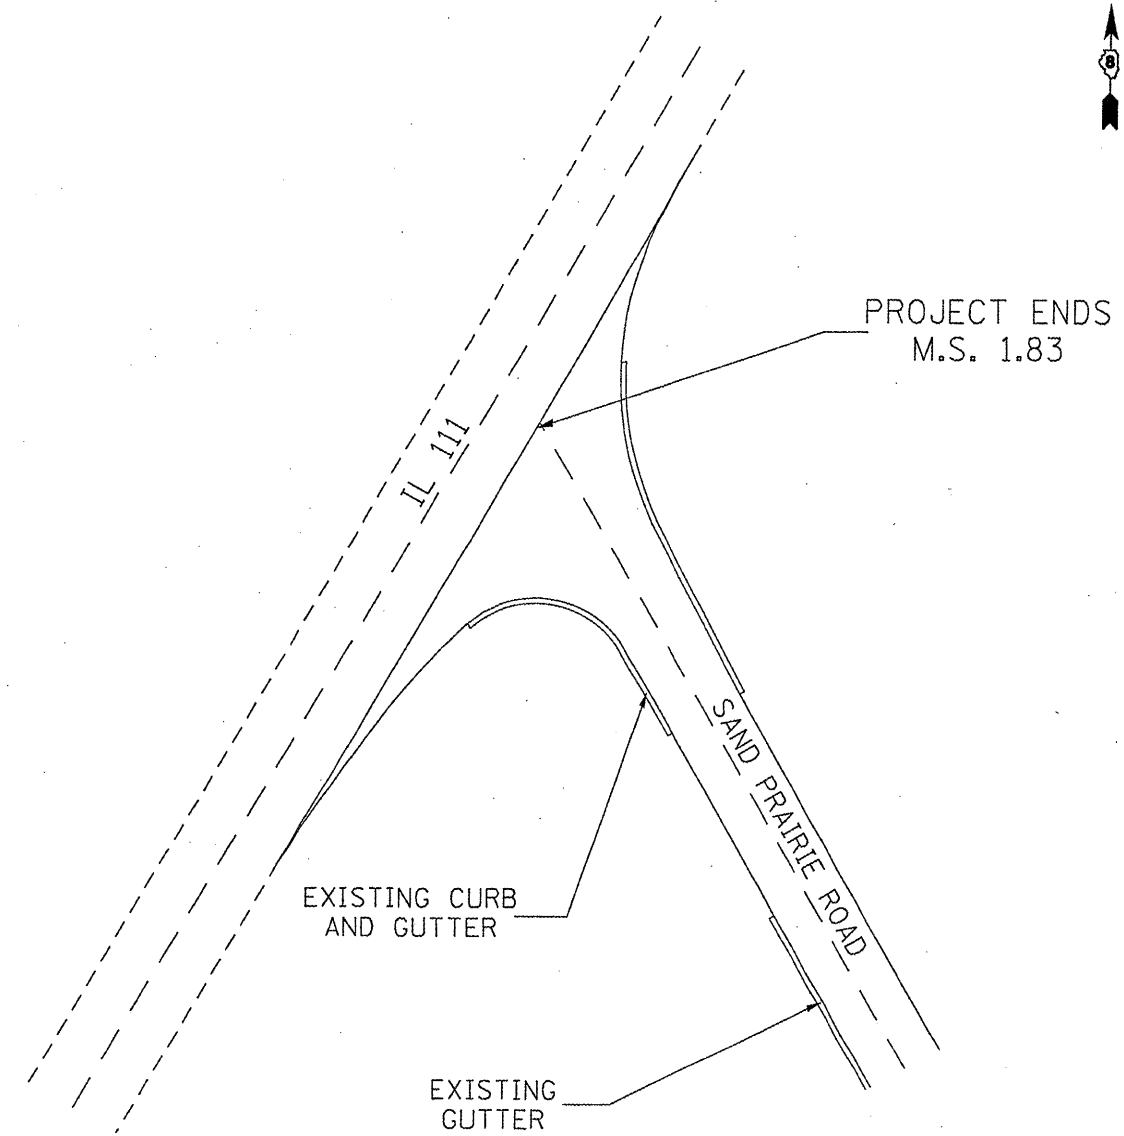 8
PROJECT ENDS
M.S. 1.83
IL 111
SAND PRAIRIE ROAD
EXISTING CURB
AND GUTTER
EXISTING
GUTTER